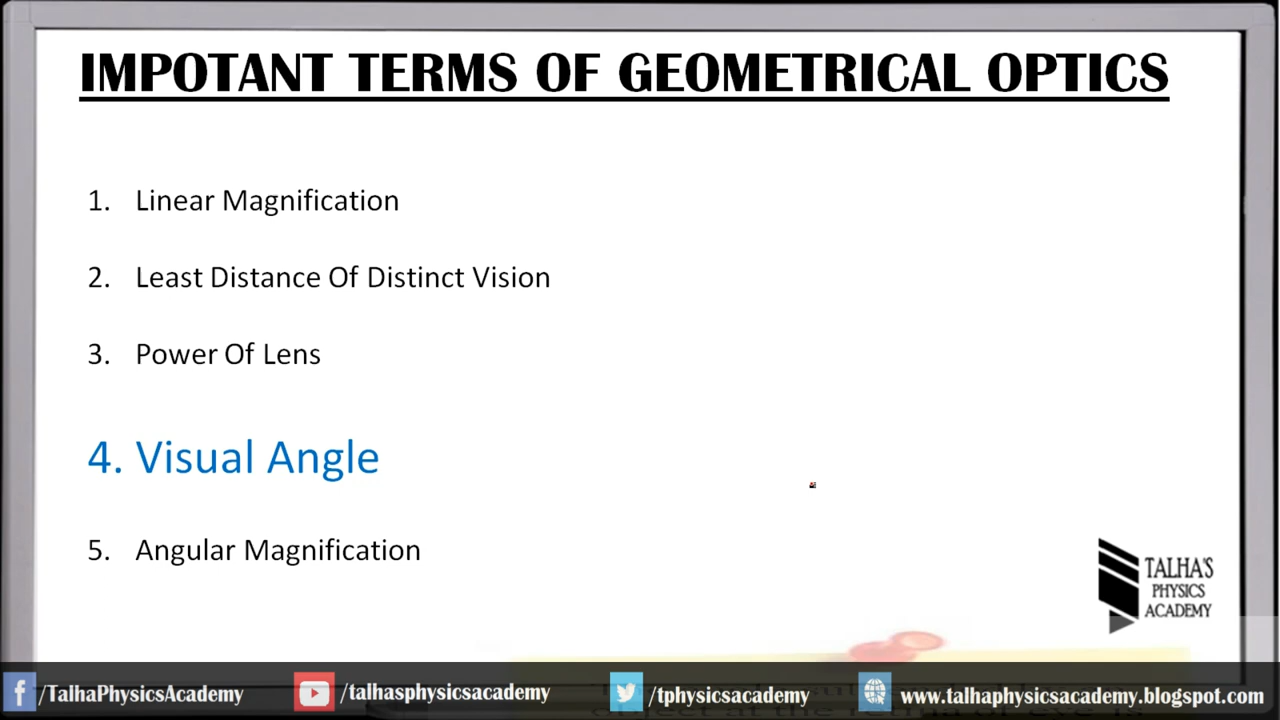 IMPOTANT TERMS OF GEOMETRICAL OPTICS
1. Linear Magnification
2. Least Distance Of Distinct Vision
3. Power Of Lens
4. Visual Angle
5. Angular Magnification
TALHA'S
PHYSICS
ACADEMY
/TalhaPhysicsAcademy
/talhasphysicsacademy
/tphysicsacademy
www.talhaphysicsacademy.blogspot.com